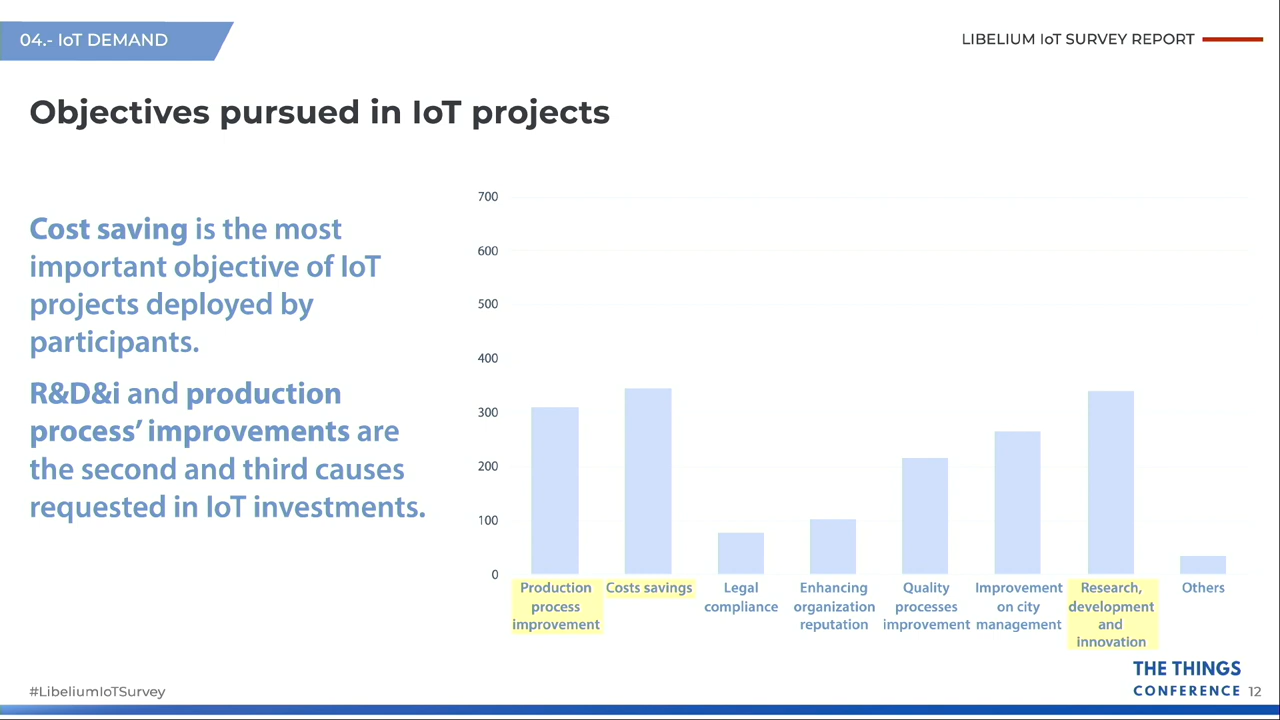 04.- IoT DEMAND
LIBELIUM IoT SURVEY REPORT
Objectives pursued in IoT projects
Cost saving is the most
important objective of IoT
projects deployed by
participants.
R&D&i and production
process’ improvements are
the second and third causes
requested in IoT investments.
700
600
500
400
300
200
100
0
Production
process
improvement
Costs savings
Legal
compliance
Enhancing
organization
reputation
Quality
processes
improvement
Improvement
on city
management
Research,
development
and
innovation
Others
#LibeliumIoTSurvey
THE THINGS
CONFERENCE
12